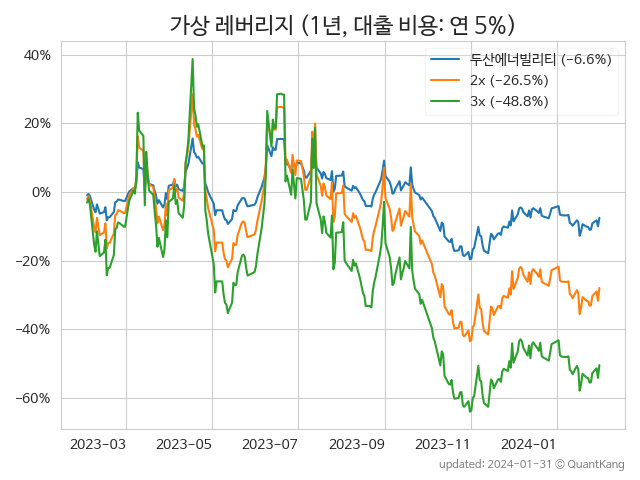 가상 레버리지 (1년, 대출 비용: 연 5%)
두산에너빌리티 (−6.6%)
2x (−26.5%)
3x (−48.8%)
40%
20%
0%
−20%
−40%
−60%
2023-03 2023-05 2023-07 2023-09 2023-11 2024-01
updated: 2024-01-31 © QuantKang